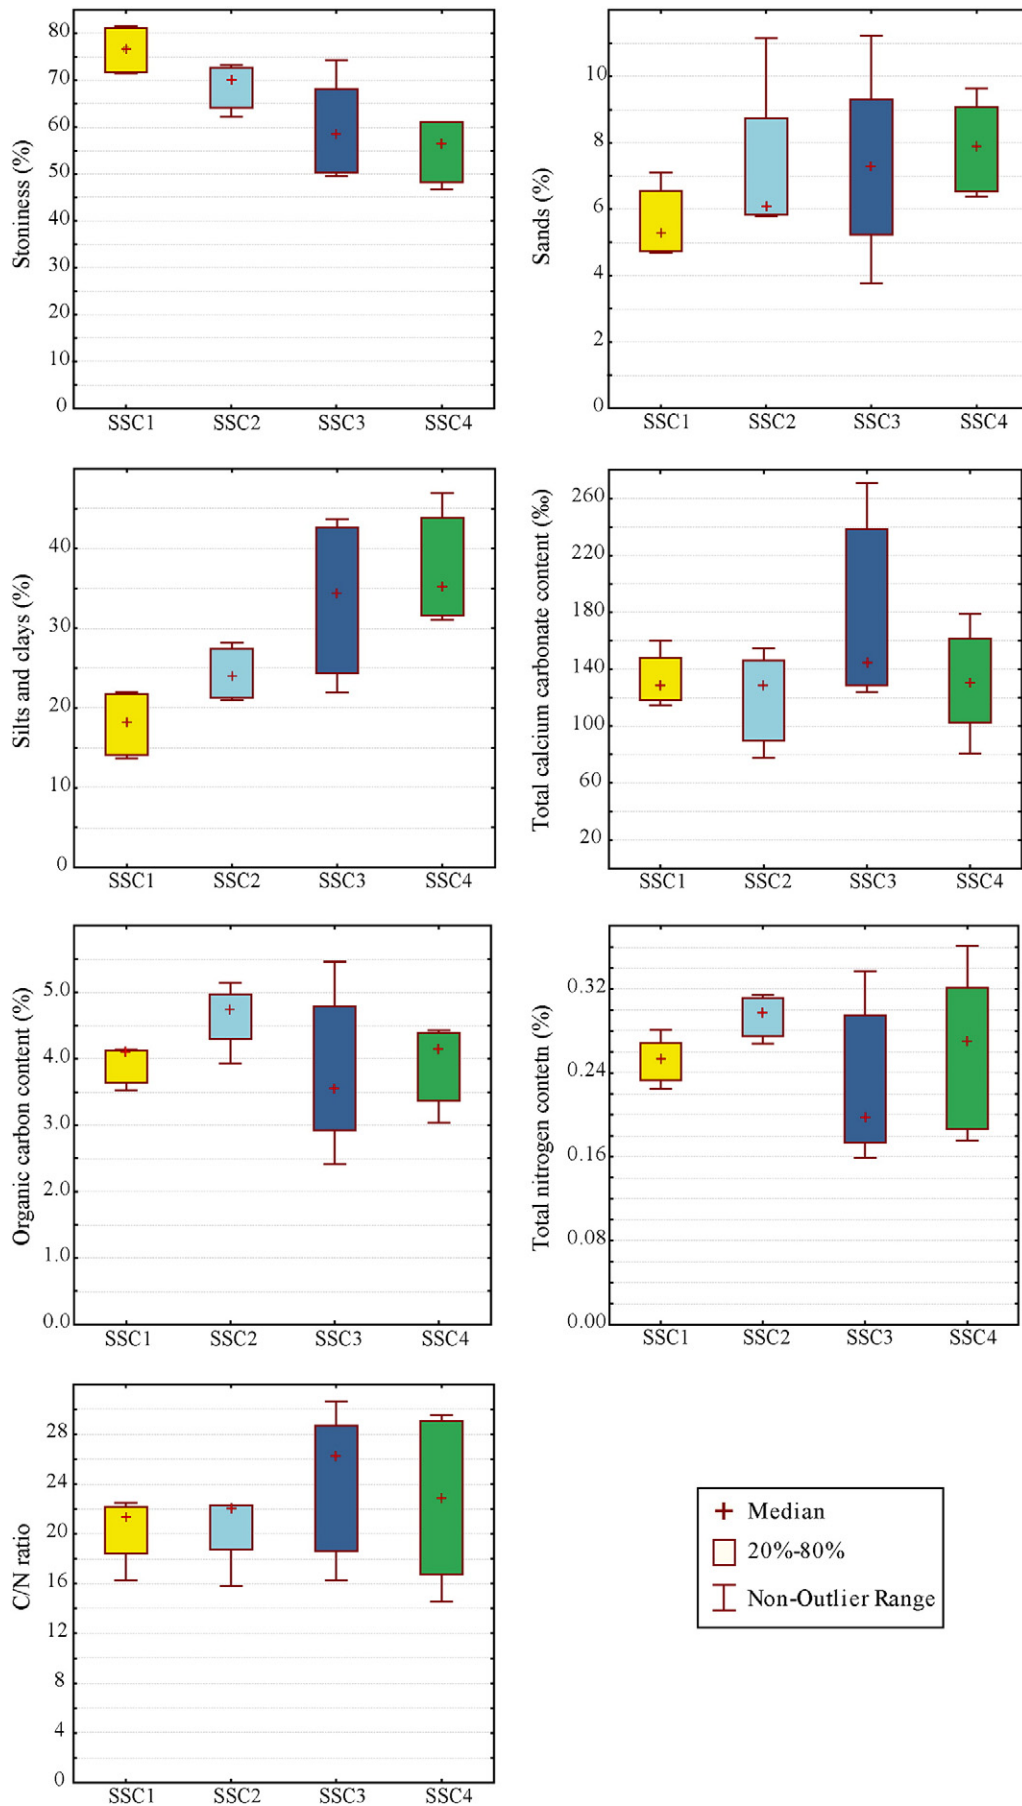 Stoniness (%)
80
70
60
50
40
30
20
10
0
SSC1 SSC2 SSC3 SSC4
Sands (%)
10
8
6
4
2
0
SSC1 SSC2 SSC3 SSC4
Silts and clays (%)
40
30
20
10
0
SSC1 SSC2 SSC3 SSC4
Total calcium carbonate content (‰)
260
220
180
140
100
60
20
SSC1 SSC2 SSC3 SSC4
Organic carbon content (%)
5.0
4.0
3.0
2.0
1.0
0.0
SSC1 SSC2 SSC3 SSC4
Total nitrogen contetn (%)
0.32
0.24
0.16
0.08
0.00
SSC1 SSC2 SSC3 SSC4
C/N ratio
28
24
20
16
12
8
4
0
SSC1 SSC2 SSC3 SSC4
Median
20%-80%
Non-Outlier Range